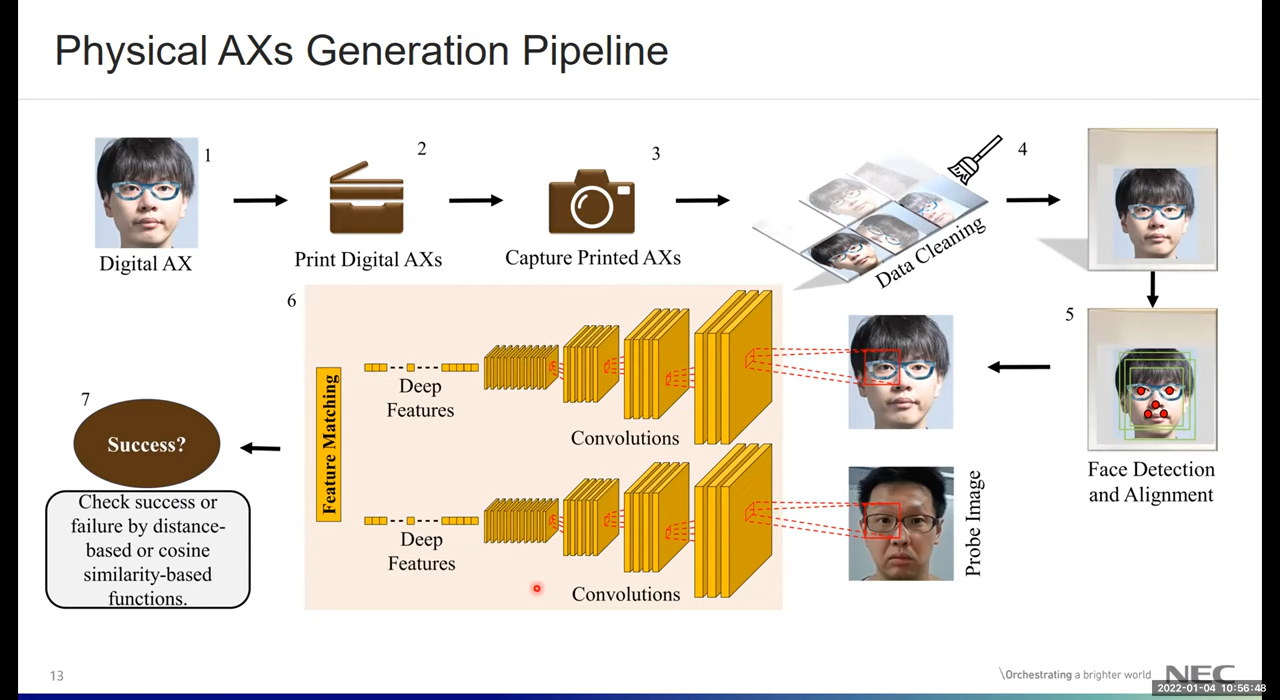 Physical AXs Generation Pipeline
1
2
3
4
Digital AX
Print Digital AXs
Capture Printed AXs
Data Cleaning
5
Face Detection
and Alignment
6
Feature Matching
Deep
Features
Convolutions
Deep
Features
Convolutions
Probe Image
7
Success?
Check success or
failure by distance-
based or cosine
similarity-based
functions.
13
\Orchestrating a brighter world
NEC
2022-01-04 10:56:48